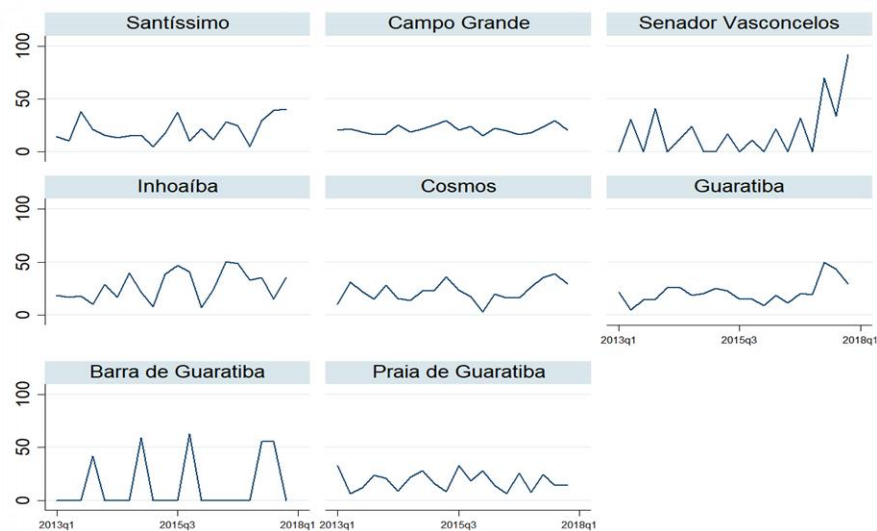 Santíssimo
Campo Grande
Senador Vasconcelos
100
50
0
Inhoaíba
Cosmos
Guaratiba
100
50
0
2013q1 2015q3 2018q1
Barra de Guaratiba
Praia de Guaratiba
100
50
0
2013q1 2015q3 2018q1 2013q1 2015q3 2018q1